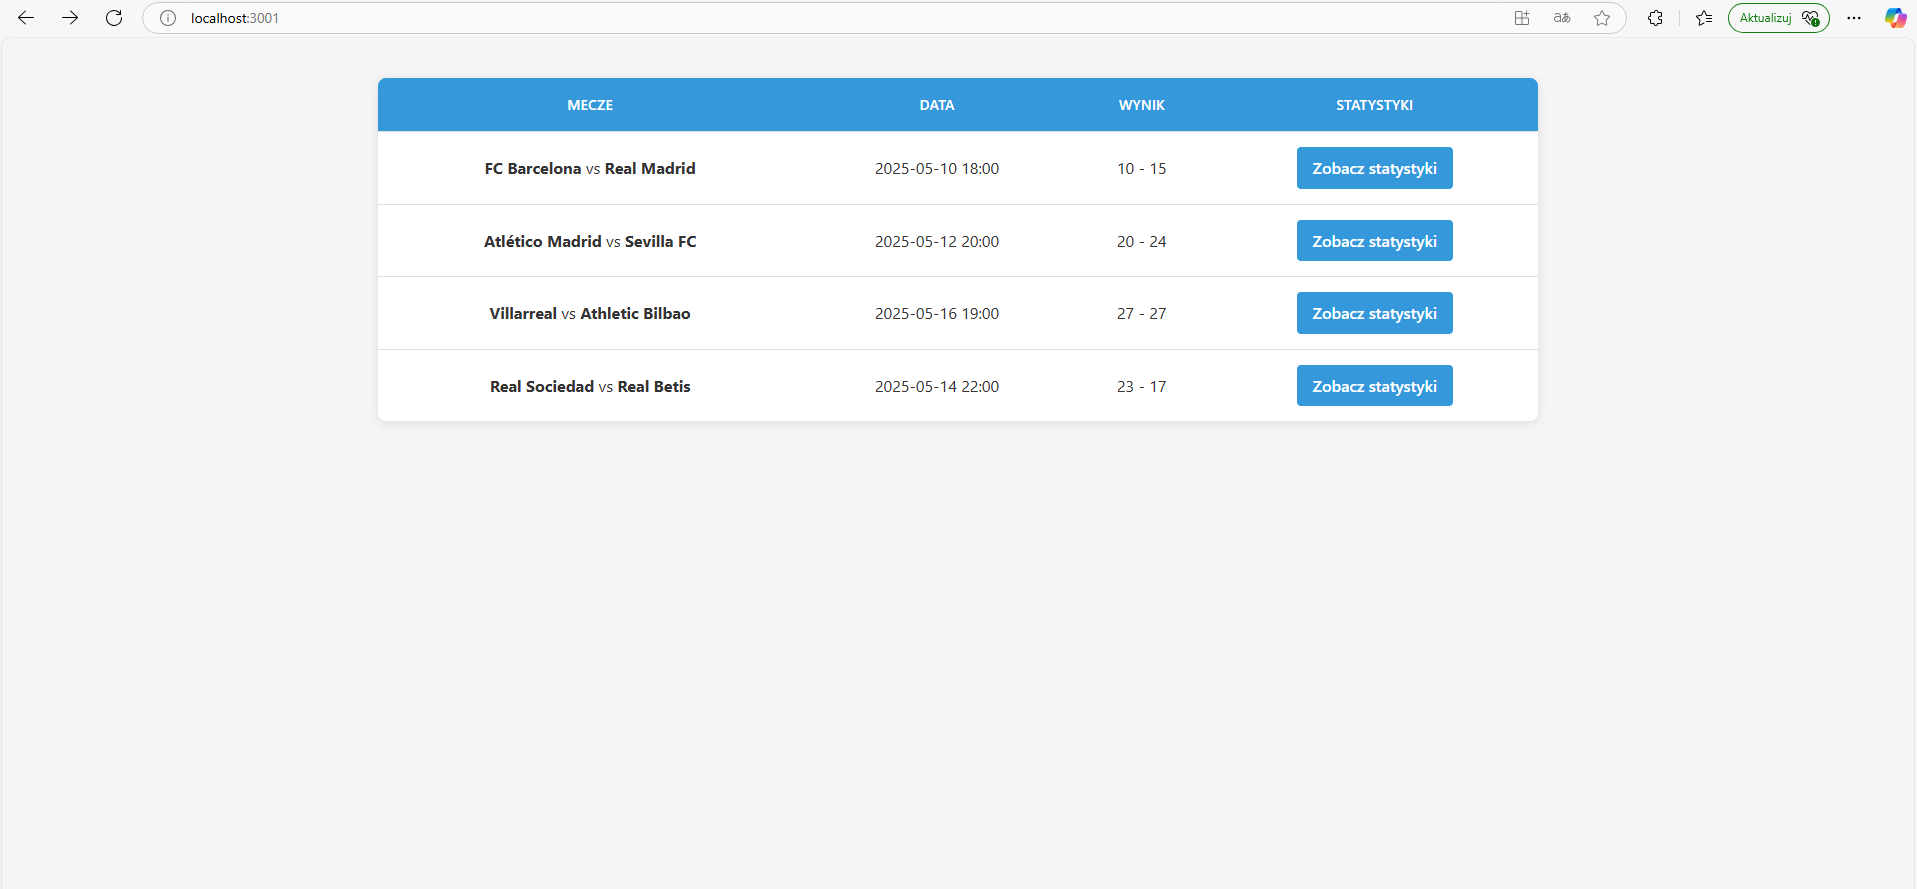 localhost:3001
aあ
Aktualizuj
MECZE DATA WYNIK STATYSTYKI
FC Barcelona vs Real Madrid 2025-05-10 18:00 10 - 15 Zobacz statystyki
Atlético Madrid vs Sevilla FC 2025-05-12 20:00 20 - 24 Zobacz statystyki
Villarreal vs Athletic Bilbao 2025-05-16 19:00 27 - 27 Zobacz statystyki
Real Sociedad vs Real Betis 2025-05-14 22:00 23 - 17 Zobacz statystyki